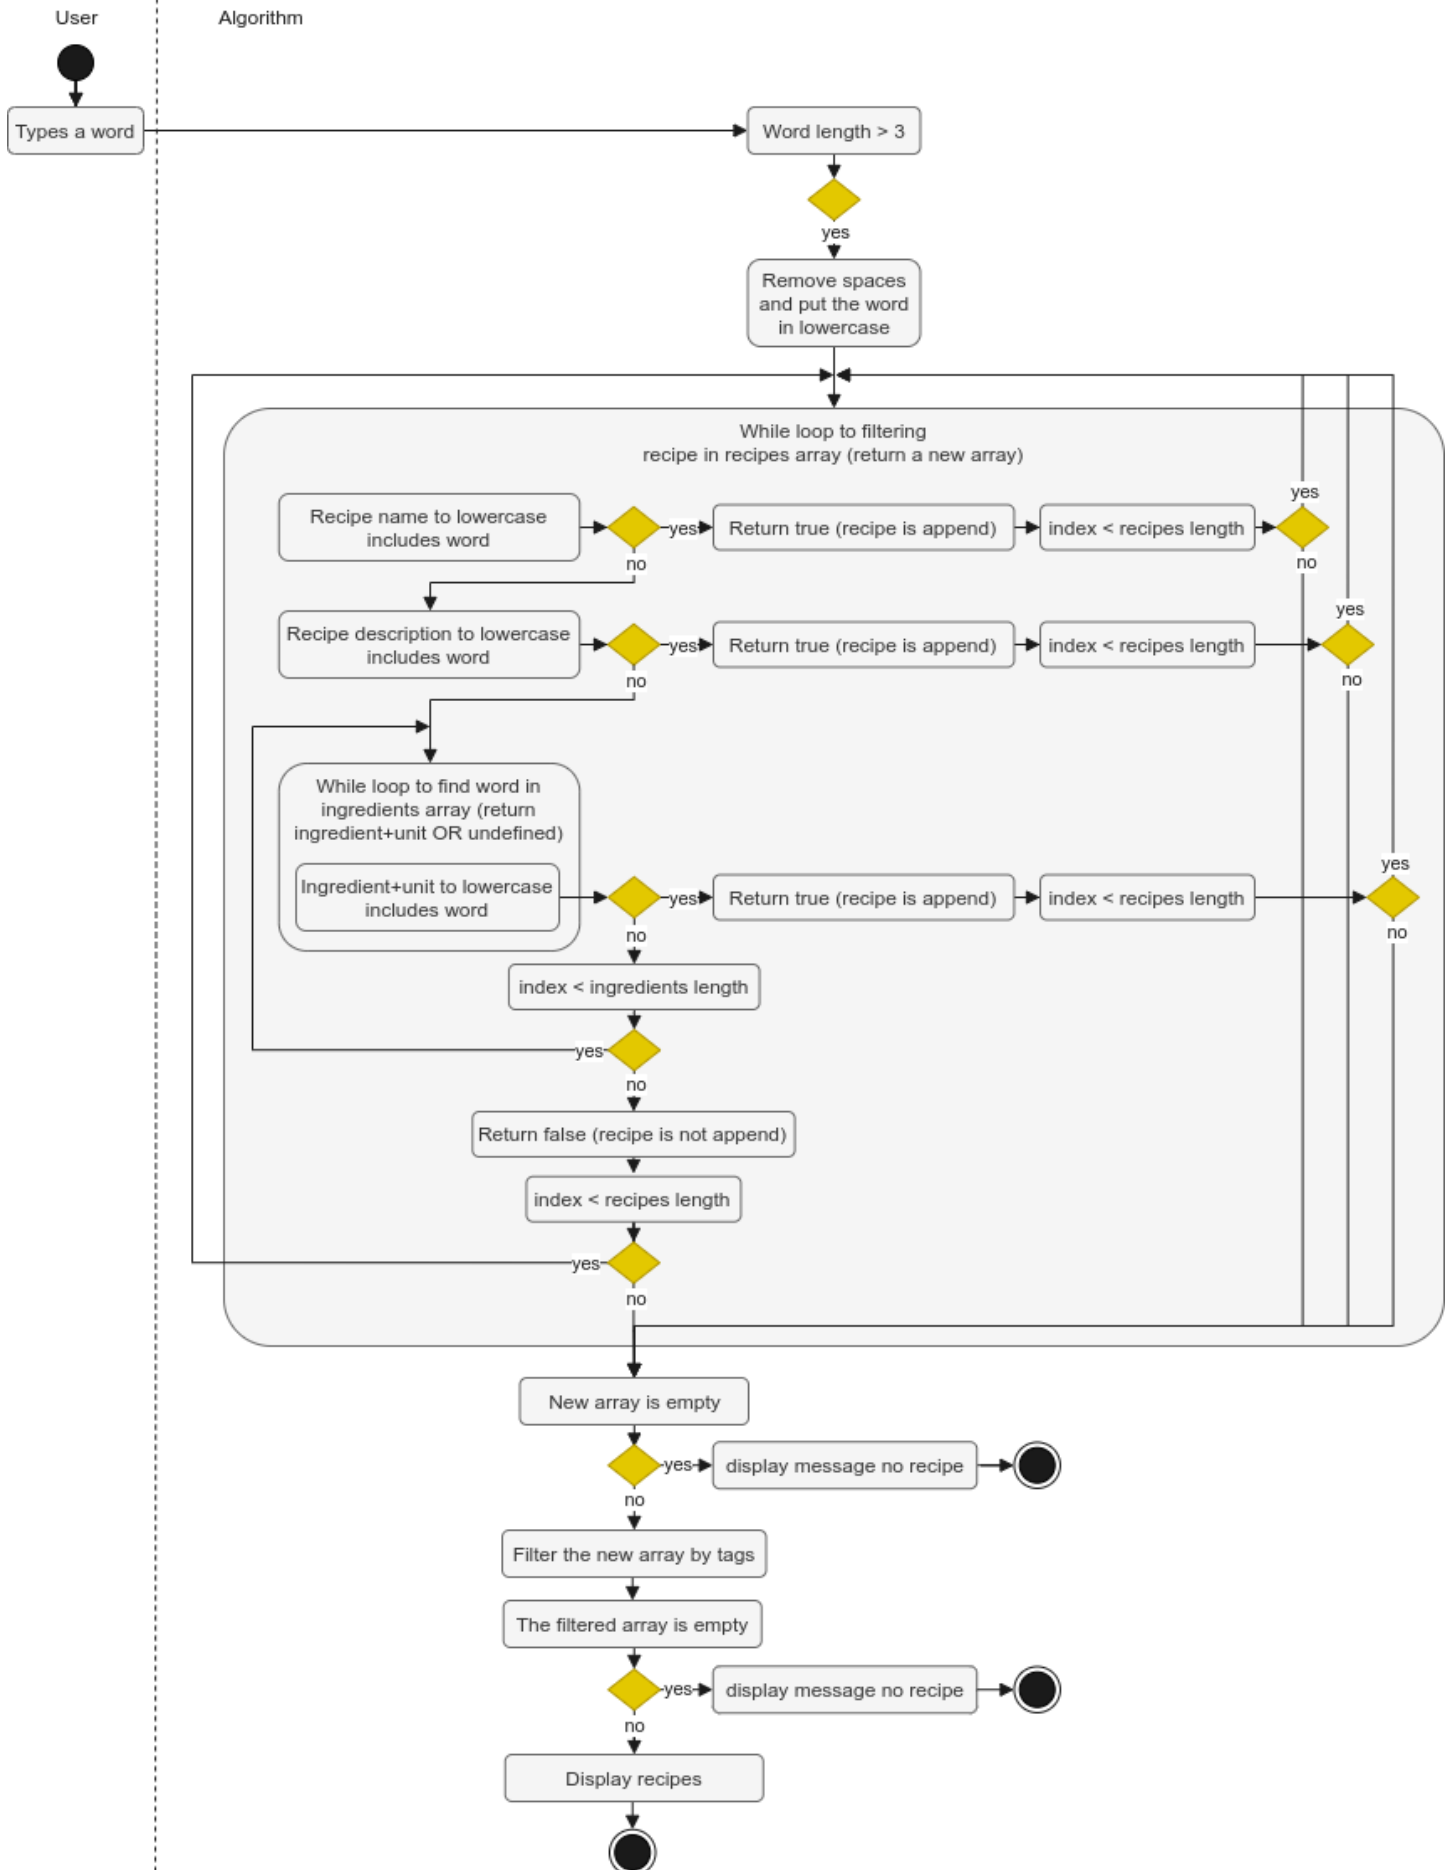 User
Algorithm
Types a word
Word length > 3
yes
Remove spaces
and put the word
in lowercase
While loop to filtering
recipe in recipes array (return a new array)
yes
Recipe name to lowercase
includes word
yes
Return true (recipe is append)
index < recipes length
no
no
yes
Recipe description to lowercase
includes word
yes
Return true (recipe is append)
index < recipes length
no
no
While loop to find word in
ingredients array (return
ingredient+unit OR undefined)
yes
Ingredient+unit to lowercase
includes word
yes
Return true (recipe is append)
index < recipes length
no
no
index < ingredients length
yes
no
Return false (recipe is not append)
index < recipes length
yes
no
New array is empty
yes
display message no recipe
no
Filter the new array by tags
The filtered array is empty
yes
display message no recipe
no
Display recipes